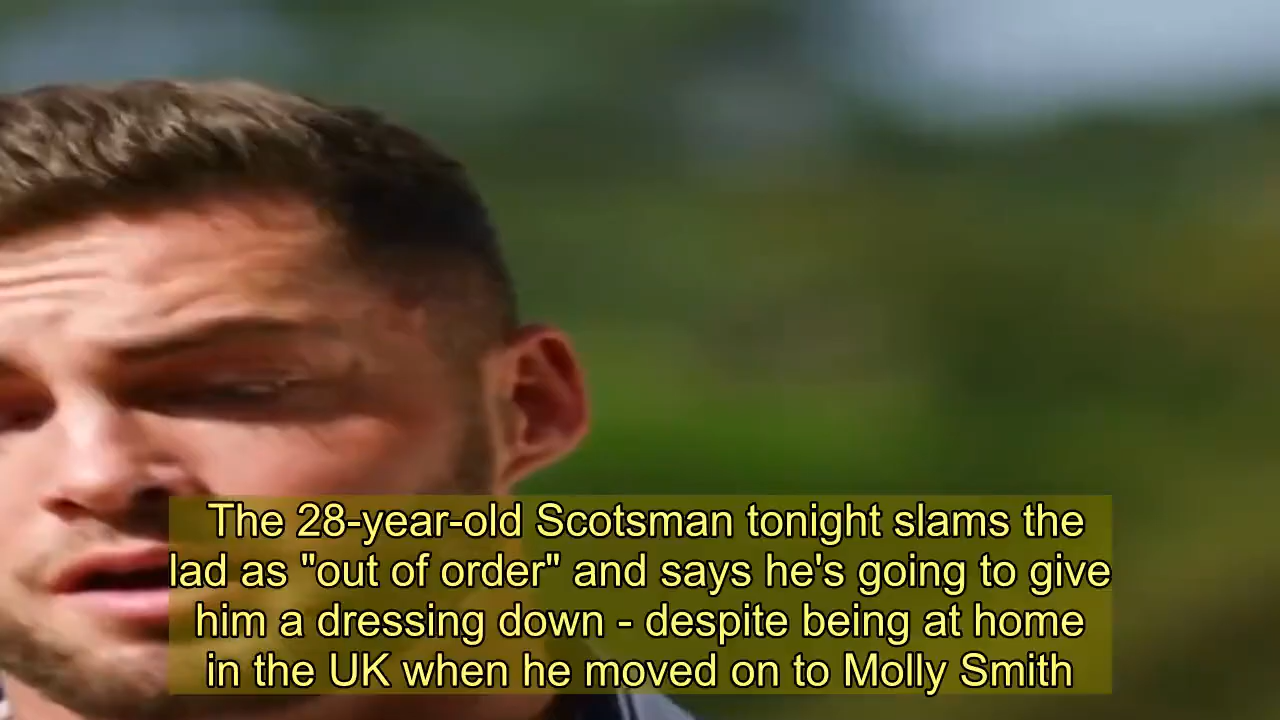 The 28-year-old Scotsman tonight slams the
lad as "out of order" and says he's going to give
him a dressing down - despite being at home
in the UK when he moved on to Molly Smith